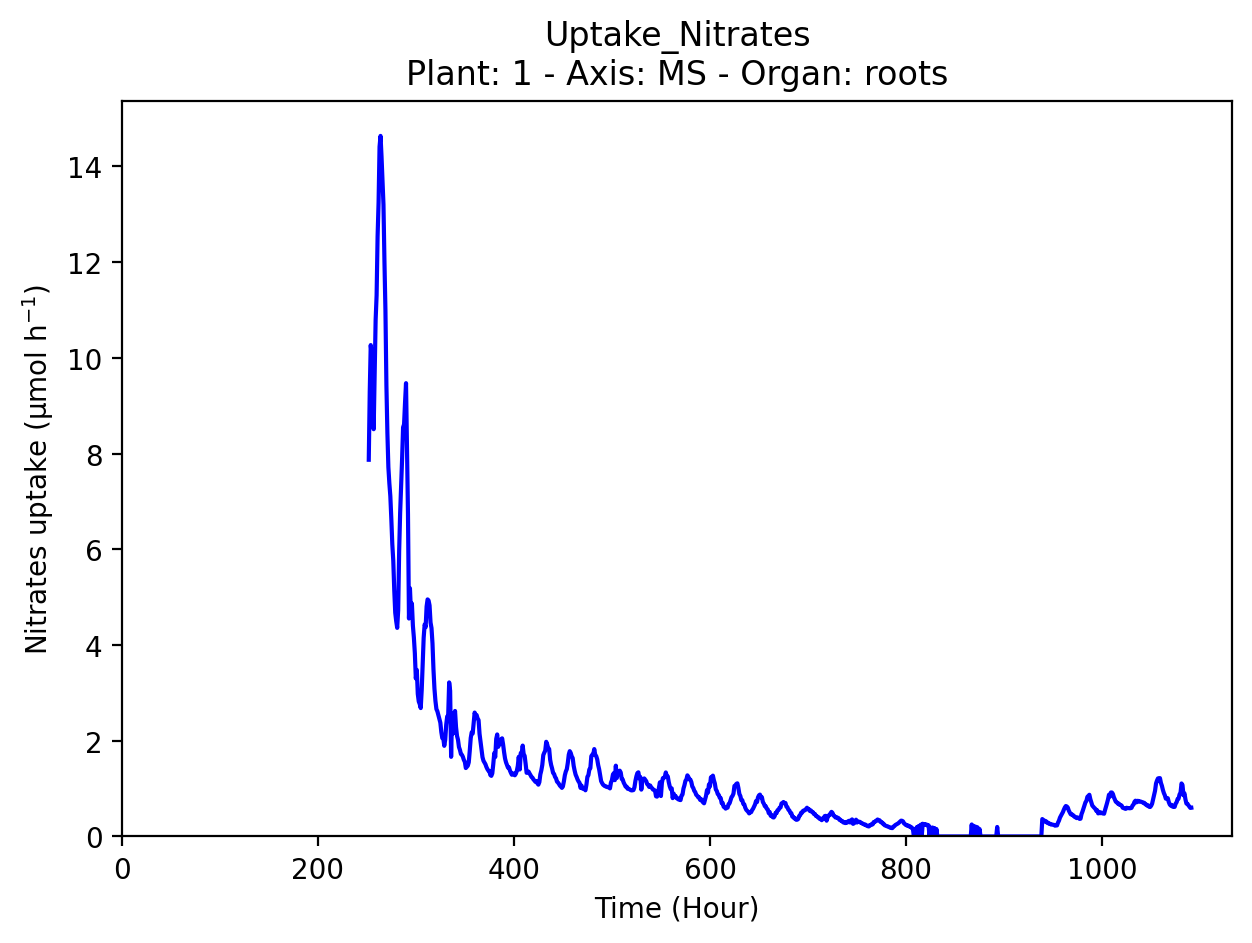 Uptake_Nitrates
Plant: 1 - Axis: MS - Organ: roots
14
12
10
8
6
4
2
0
Nitrates uptake (µmol h⁻¹)
0 200 400 600 800 1000
Time (Hour)